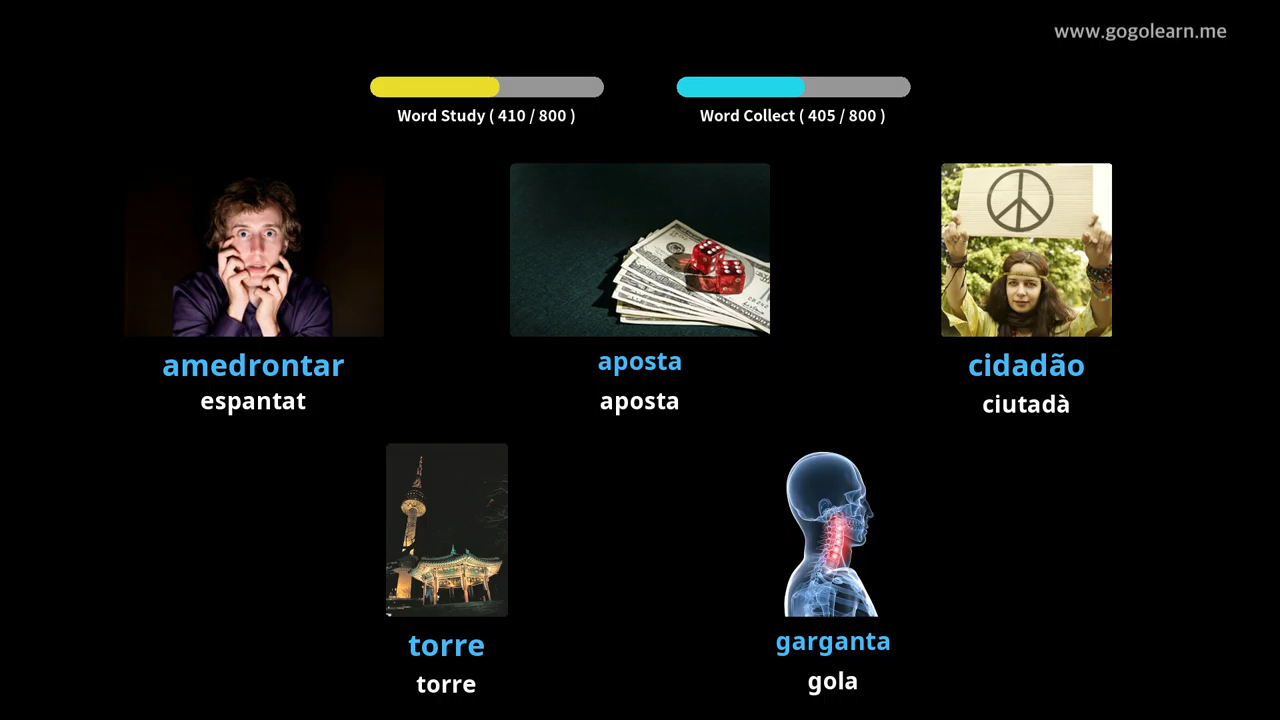 www.gogolearn.me
Word Study ( 410 / 800 )
Word Collect ( 405 / 800 )
amedrontar
espantat
aposta
aposta
cidadão
ciutadà
torre
torre
garganta
gola